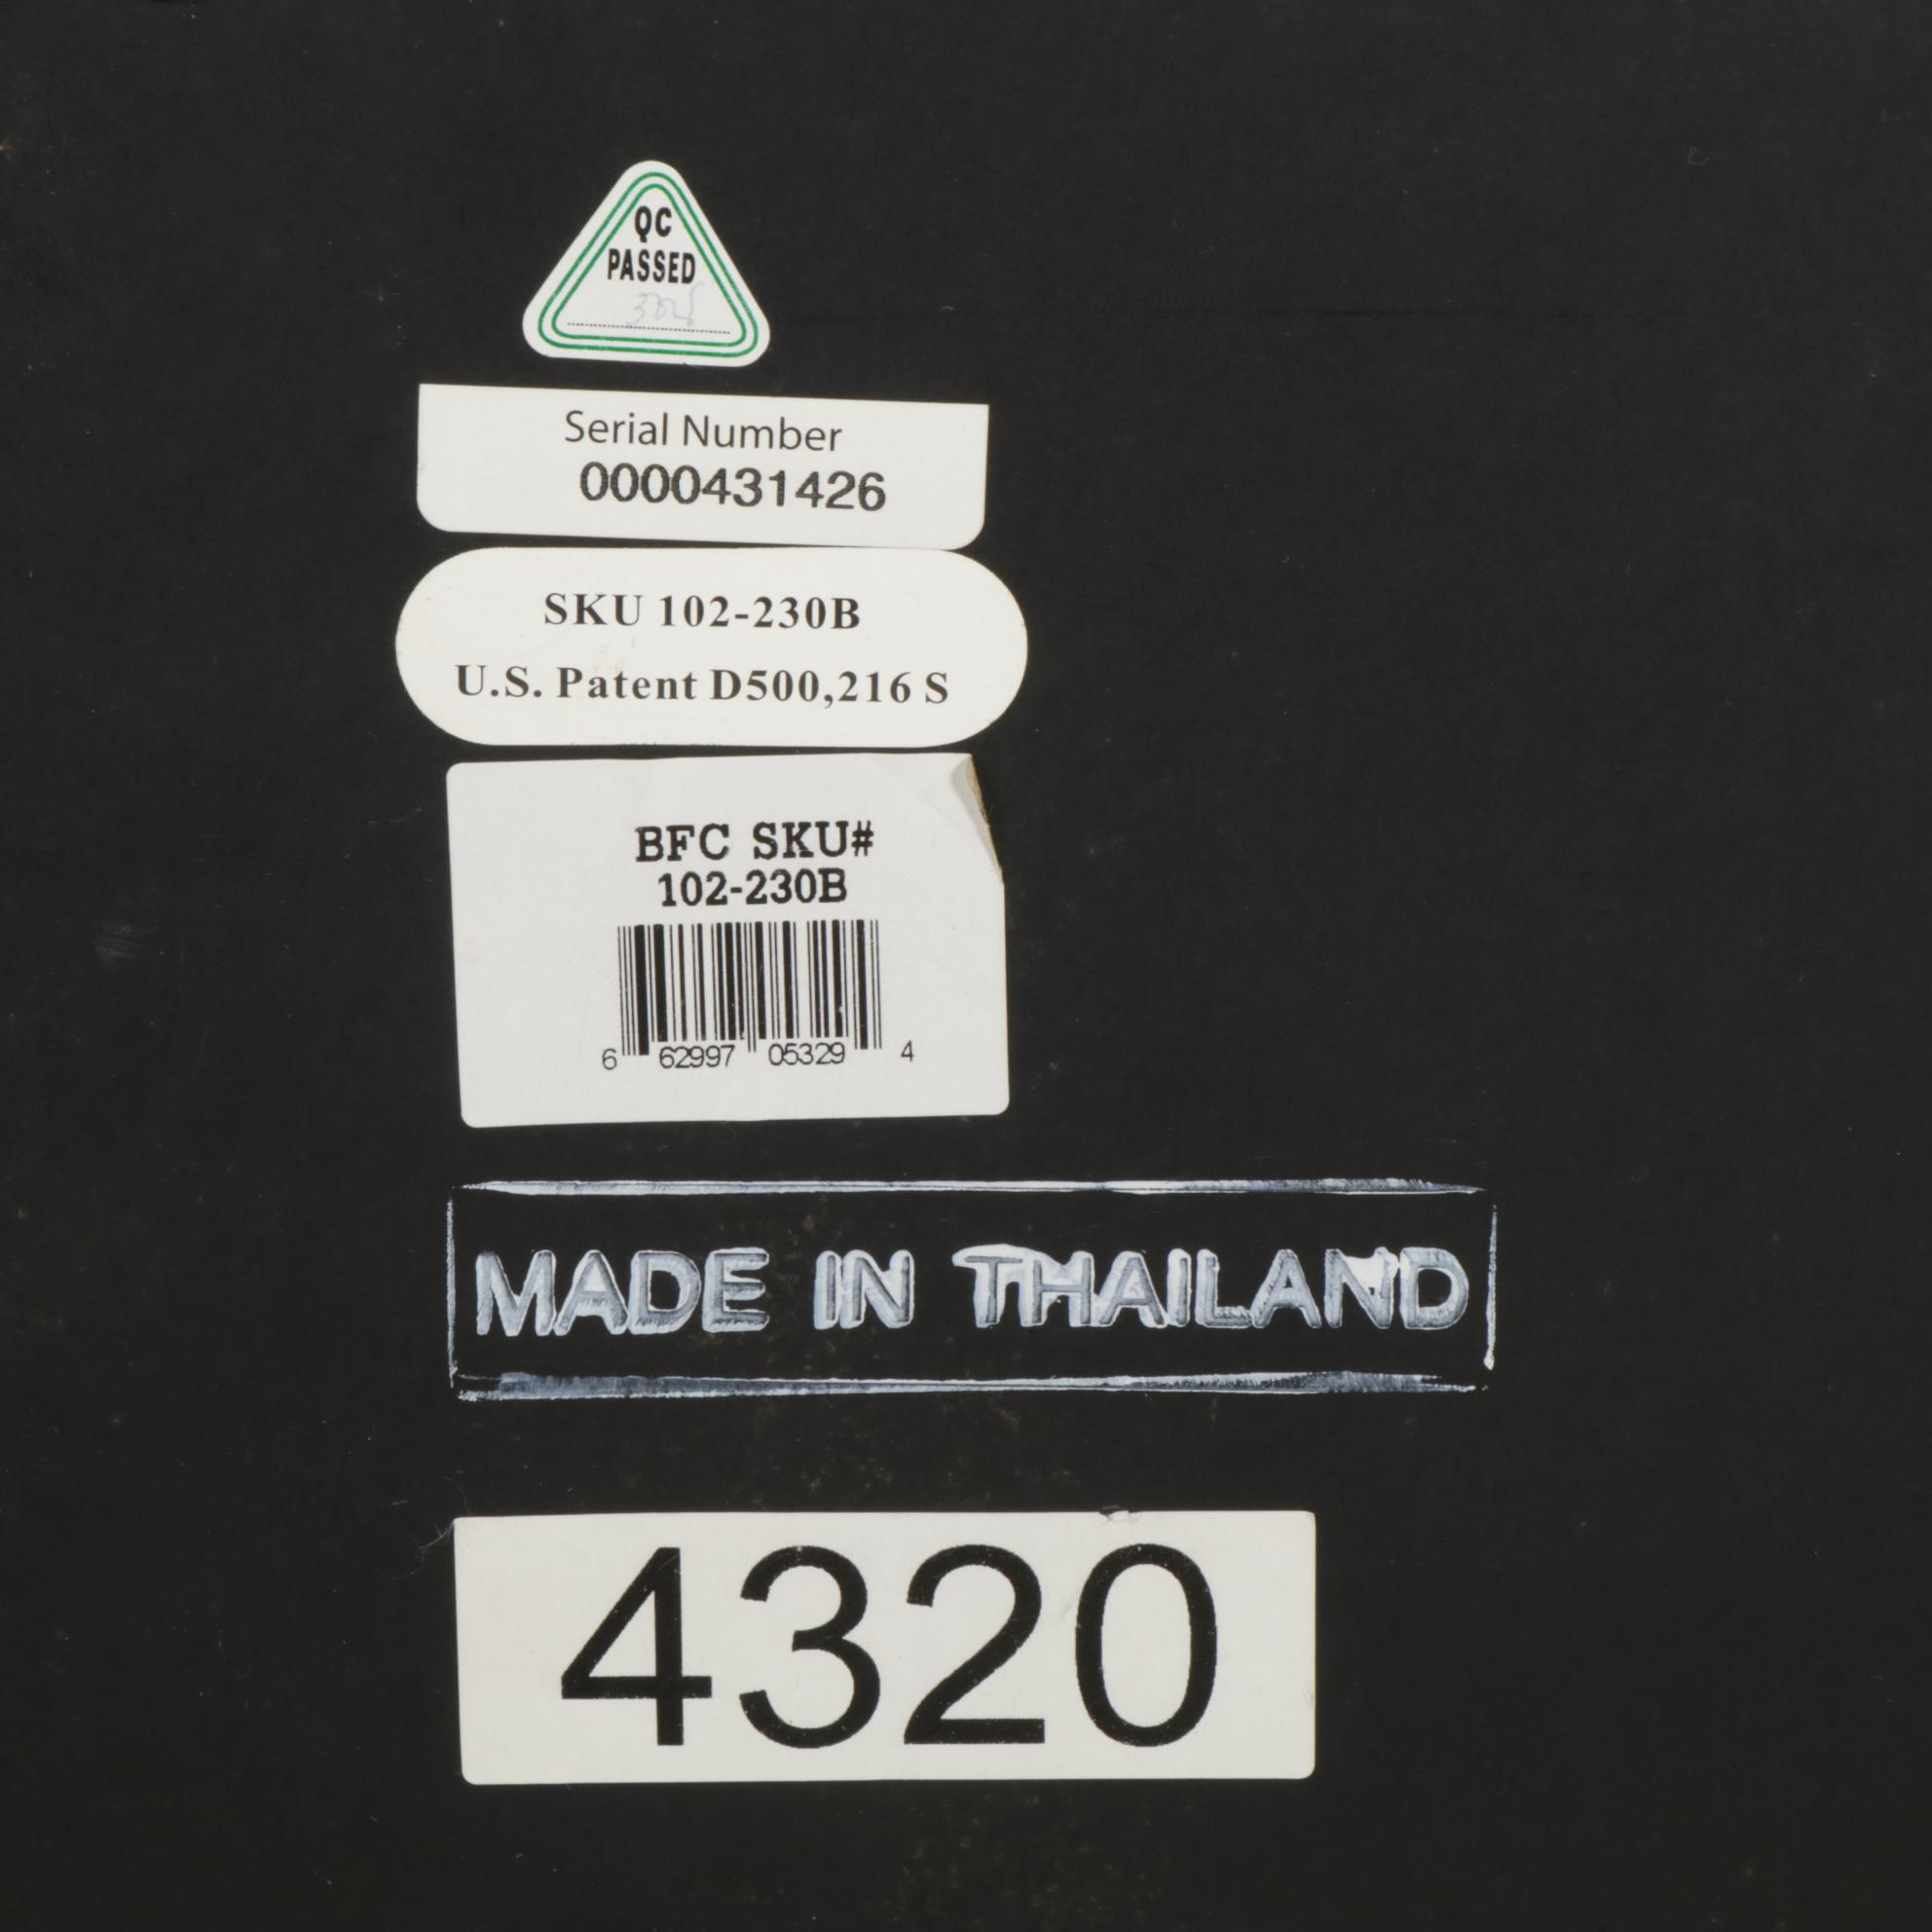 QC
PASSED
Serial Number
0000431426
SKU 102-230B
U.S. Patent D500,216 S
BFC SKU#
102-230B
6 62997 05329 4
MADE IN THAILAND
4320